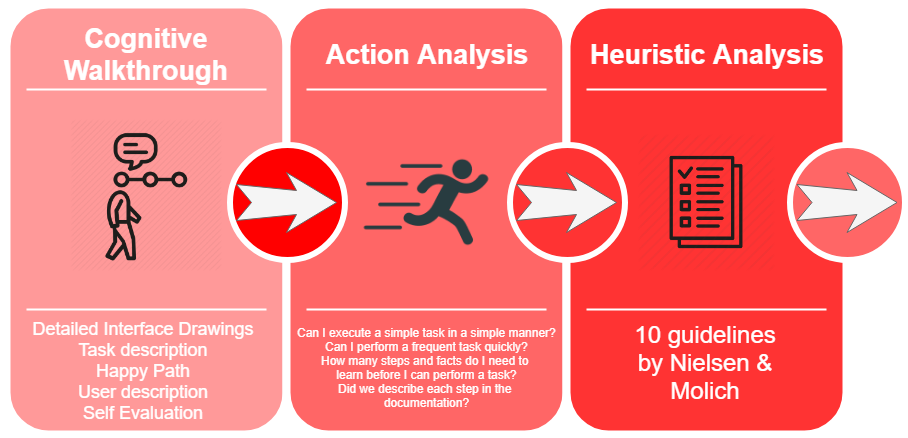 Cognitive
Walkthrough
Detailed Interface Drawings
Task description
Happy Path
User description
Self Evaluation
Action Analysis
Can I execute a simple task in a simple manner?
Can I perform a frequent task quickly?
How many steps and facts do I need to
learn before I can perform a task?
Did we describe each step in the
documentation?
Heuristic Analysis
10 guidelines
by Nielsen &
Molich